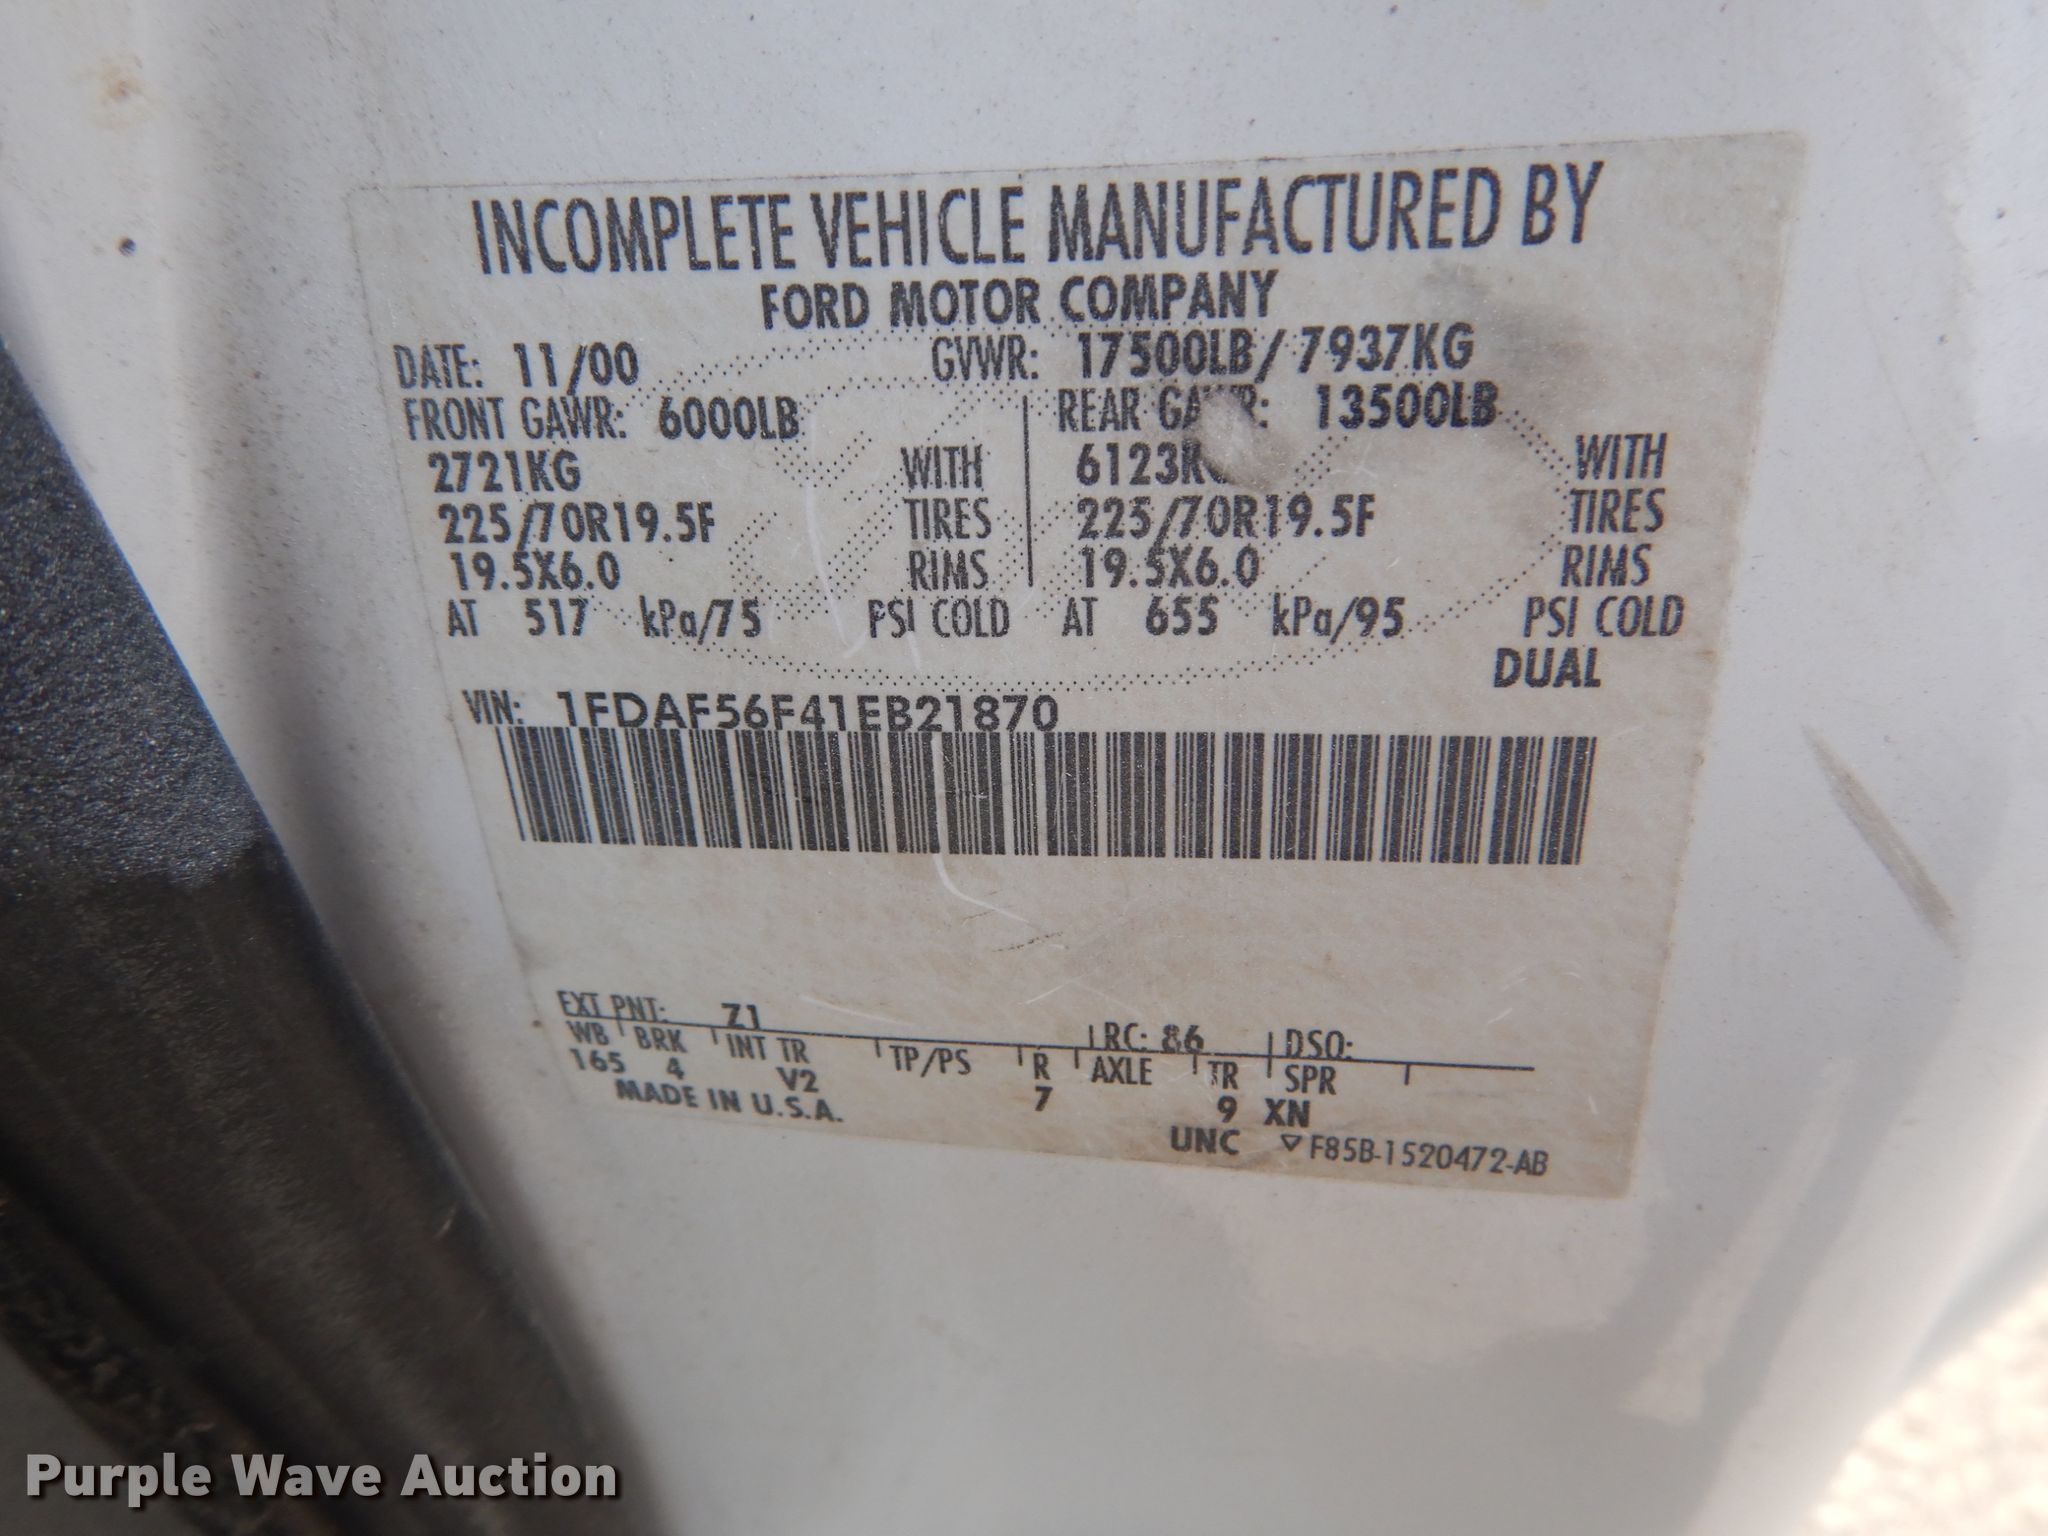 INCOMPLETE VEHICLE MANUFACTURED BY
FORD MOTOR COMPANY
DATE: 11/00 GVWR: 17500LB/ 7937KG
FRONT GAWR: 6000LB REAR GAWR: 13500LB
2721KG WITH 6123KG WITH
225/70R19.5F TIRES 225/70R19.5F TIRES
19.5X6.0 RIMS 19.5X6.0 RIMS
AT 517 kPa/75 PSI COLD AT 655 kPa/95 PSI COLD
DUAL
VIN: 1FDAF56F41EB21870
EXT PNT: Z1 RC: 86 DSO:
WB BRK INT TR TP/PS R AXLE TR SPR
165 4 V2 7 9 XN
MADE IN U.S.A.
UNC ▽ F85B-1520472-AB
Purple Wave Auction